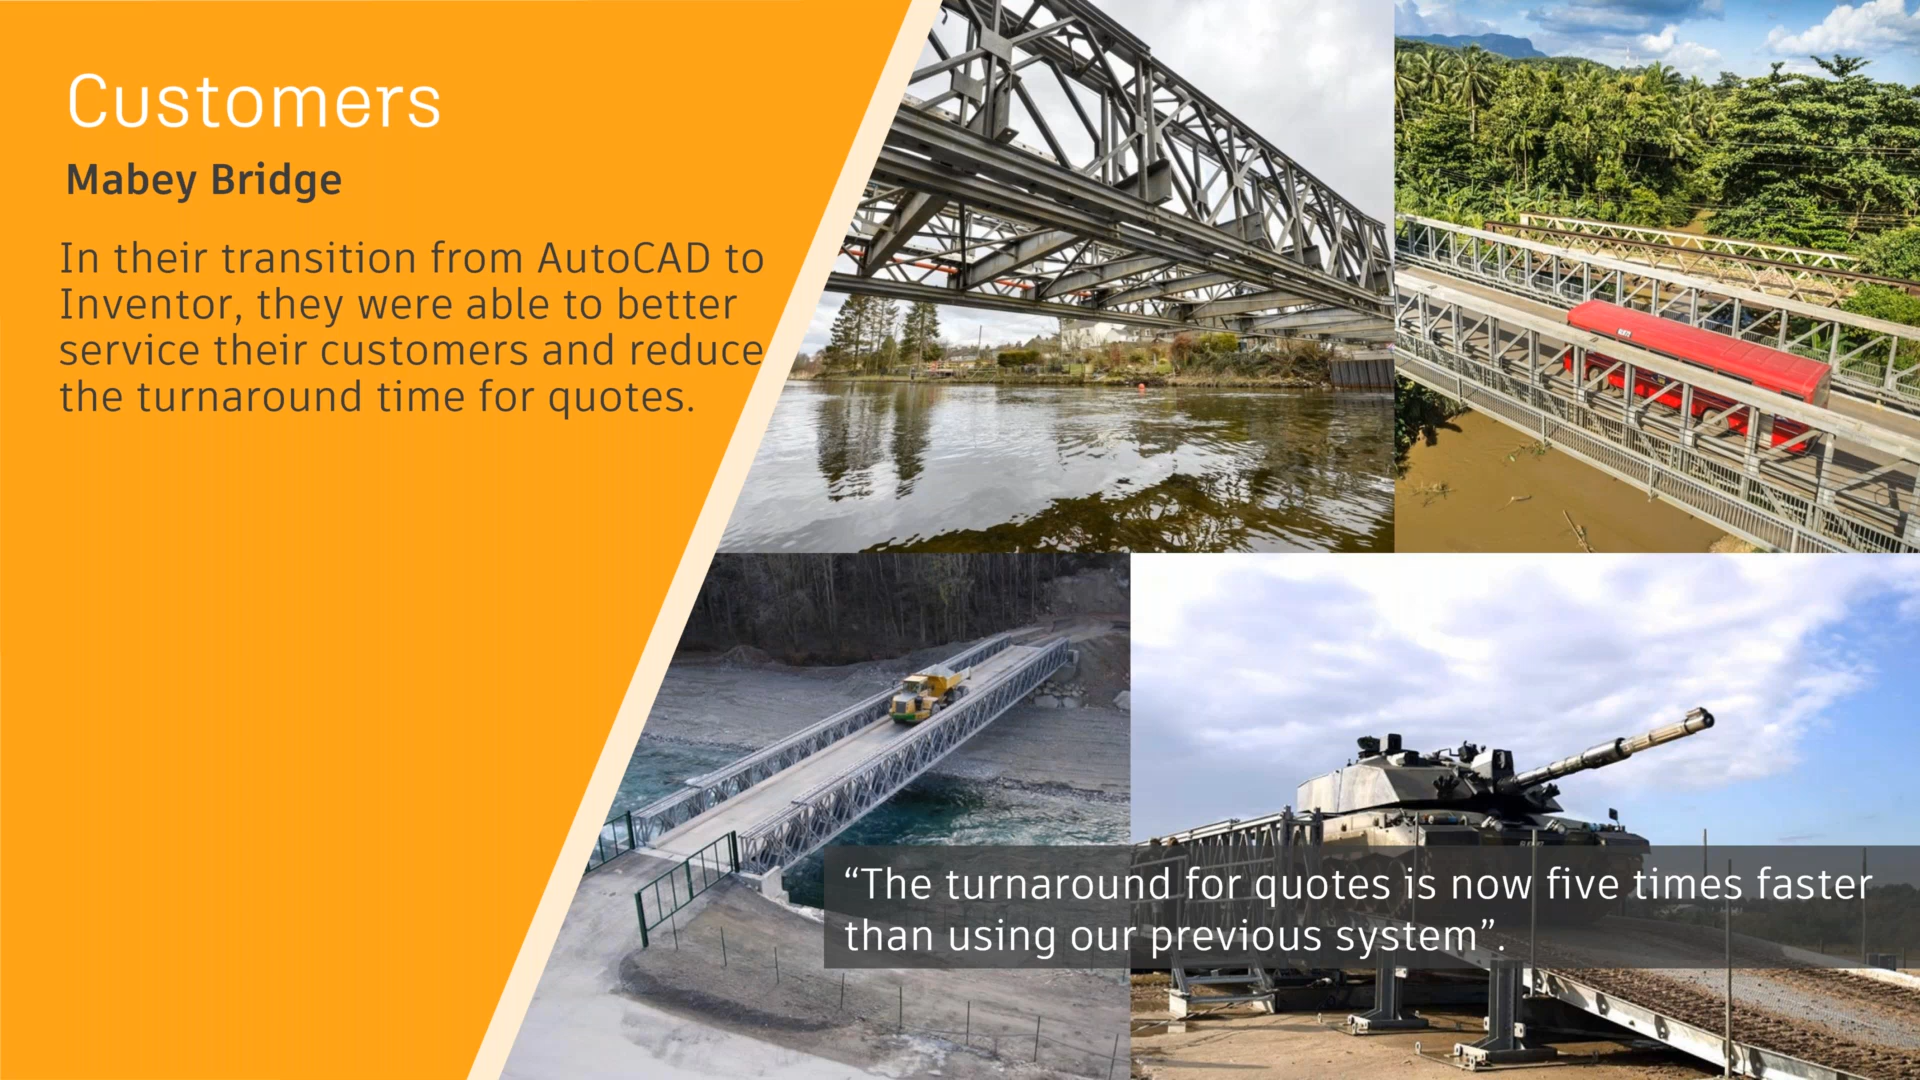 Customers
Mabey Bridge
In their transition from AutoCAD to
Inventor, they were able to better
service their customers and reduce
the turnaround time for quotes.
“The turnaround for quotes is now five times faster
than using our previous system”.